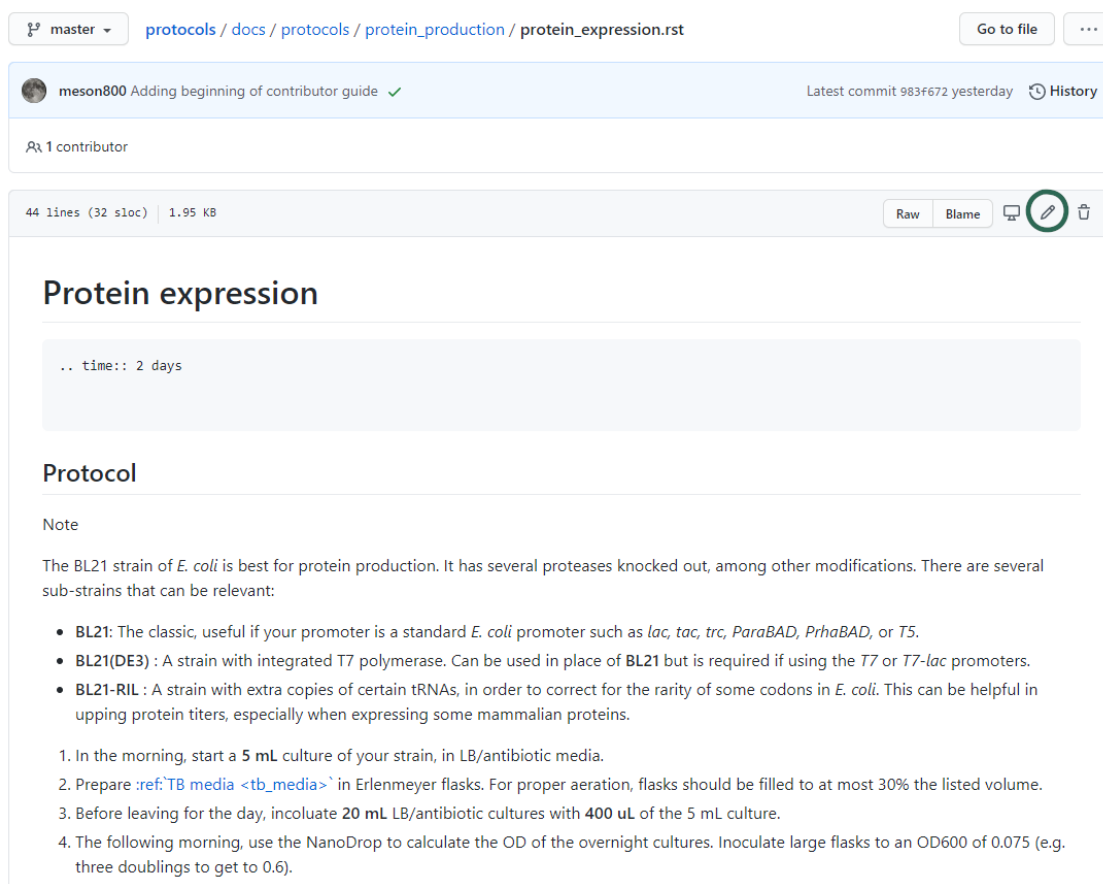 master
protocols / docs / protocols / protein_production / protein_expression.rst
Go to file
...
meson800 Adding beginning of contributor guide
Latest commit 983f672 yesterday
History
1 contributor
44 lines (32 sloc) 1.95 KB
Raw
Blame
Protein expression
.. time:: 2 days
Protocol
Note
The BL21 strain of E. coli is best for protein production. It has several proteases knocked out, among other modifications. There are several
sub-strains that can be relevant:
• BL21: The classic, useful if your promoter is a standard E. coli promoter such as lac, tac, trc, ParaBAD, PrhaBAD, or T5.
• BL21(DE3) : A strain with integrated T7 polymerase. Can be used in place of BL21 but is required if using the T7 or T7-lac promoters.
• BL21-RIL : A strain with extra copies of certain tRNAs, in order to correct for the rarity of some codons in E. coli. This can be helpful in
upping protein titers, especially when expressing some mammalian proteins.
1. In the morning, start a 5 mL culture of your strain, in LB/antibiotic media.
2. Prepare :ref:`TB media <tb_media>` in Erlenmeyer flasks. For proper aeration, flasks should be filled to at most 30% the listed volume.
3. Before leaving for the day, incoluate 20 mL LB/antibiotic cultures with 400 uL of the 5 mL culture.
4. The following morning, use the NanoDrop to calculate the OD of the overnight cultures. Inoculate large flasks to an OD600 of 0.075 (e.g.
three doublings to get to 0.6).